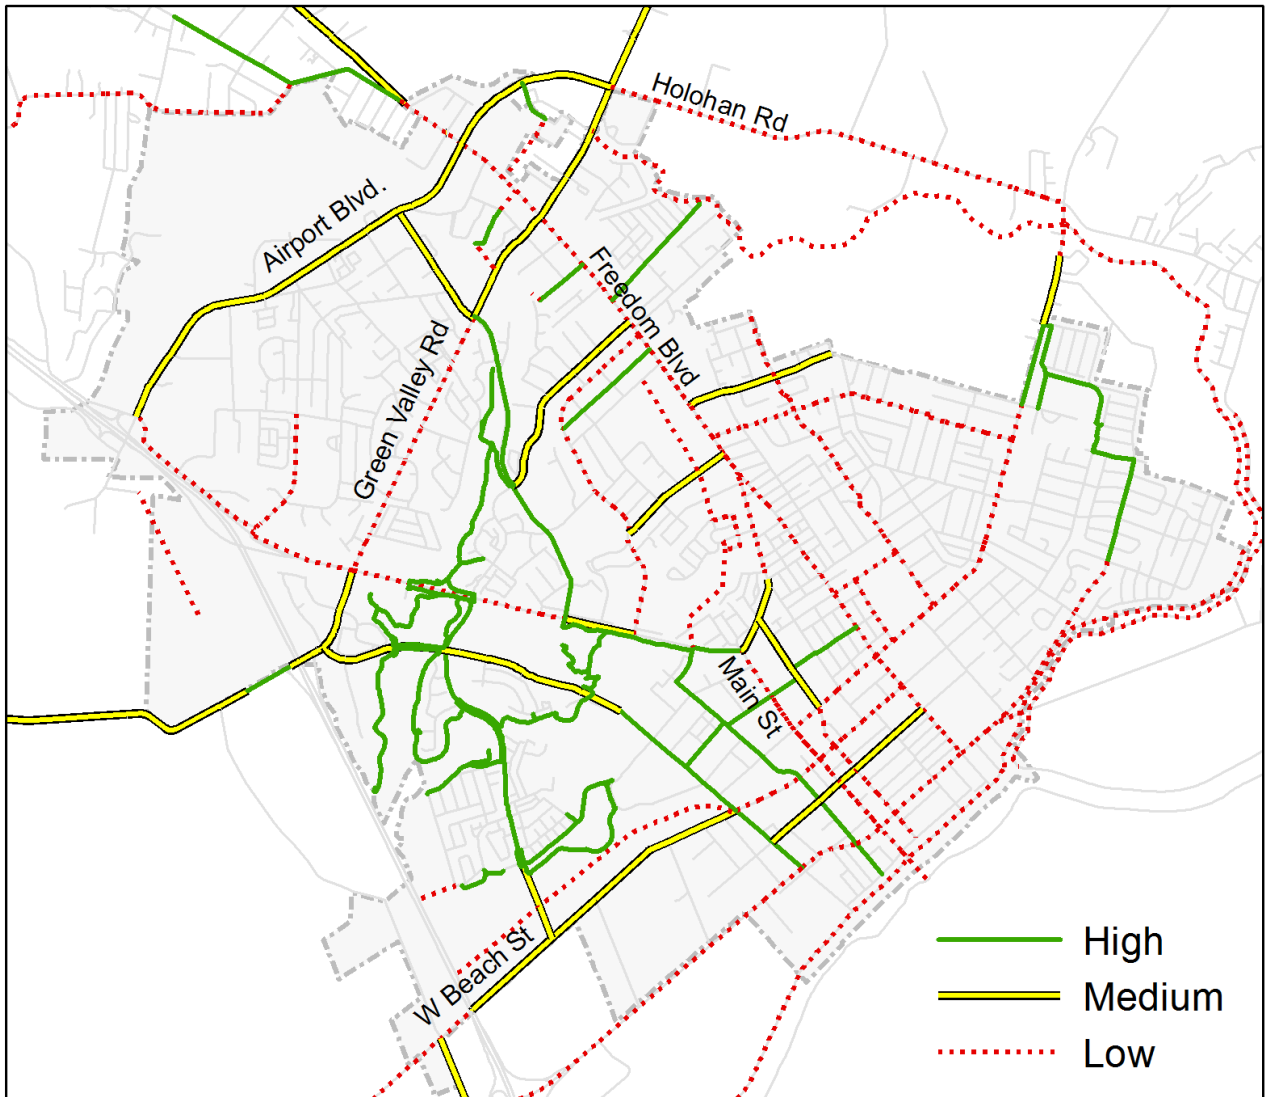 Holohan Rd
Airport Blvd.
Freedom Blvd
Green Valley Rd
Main St
W Beach St
High
Medium
Low